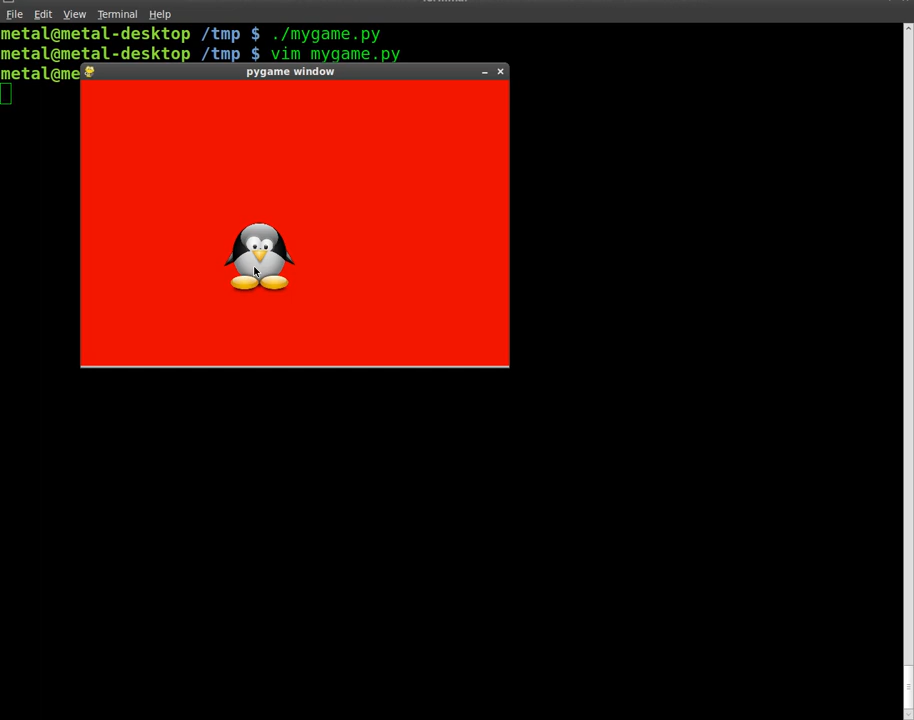 File Edit View Terminal Help
metal@metal-desktop /tmp $ ./mygame.py
metal@metal-desktop /tmp $ vim mygame.py
metal@me
pygame window